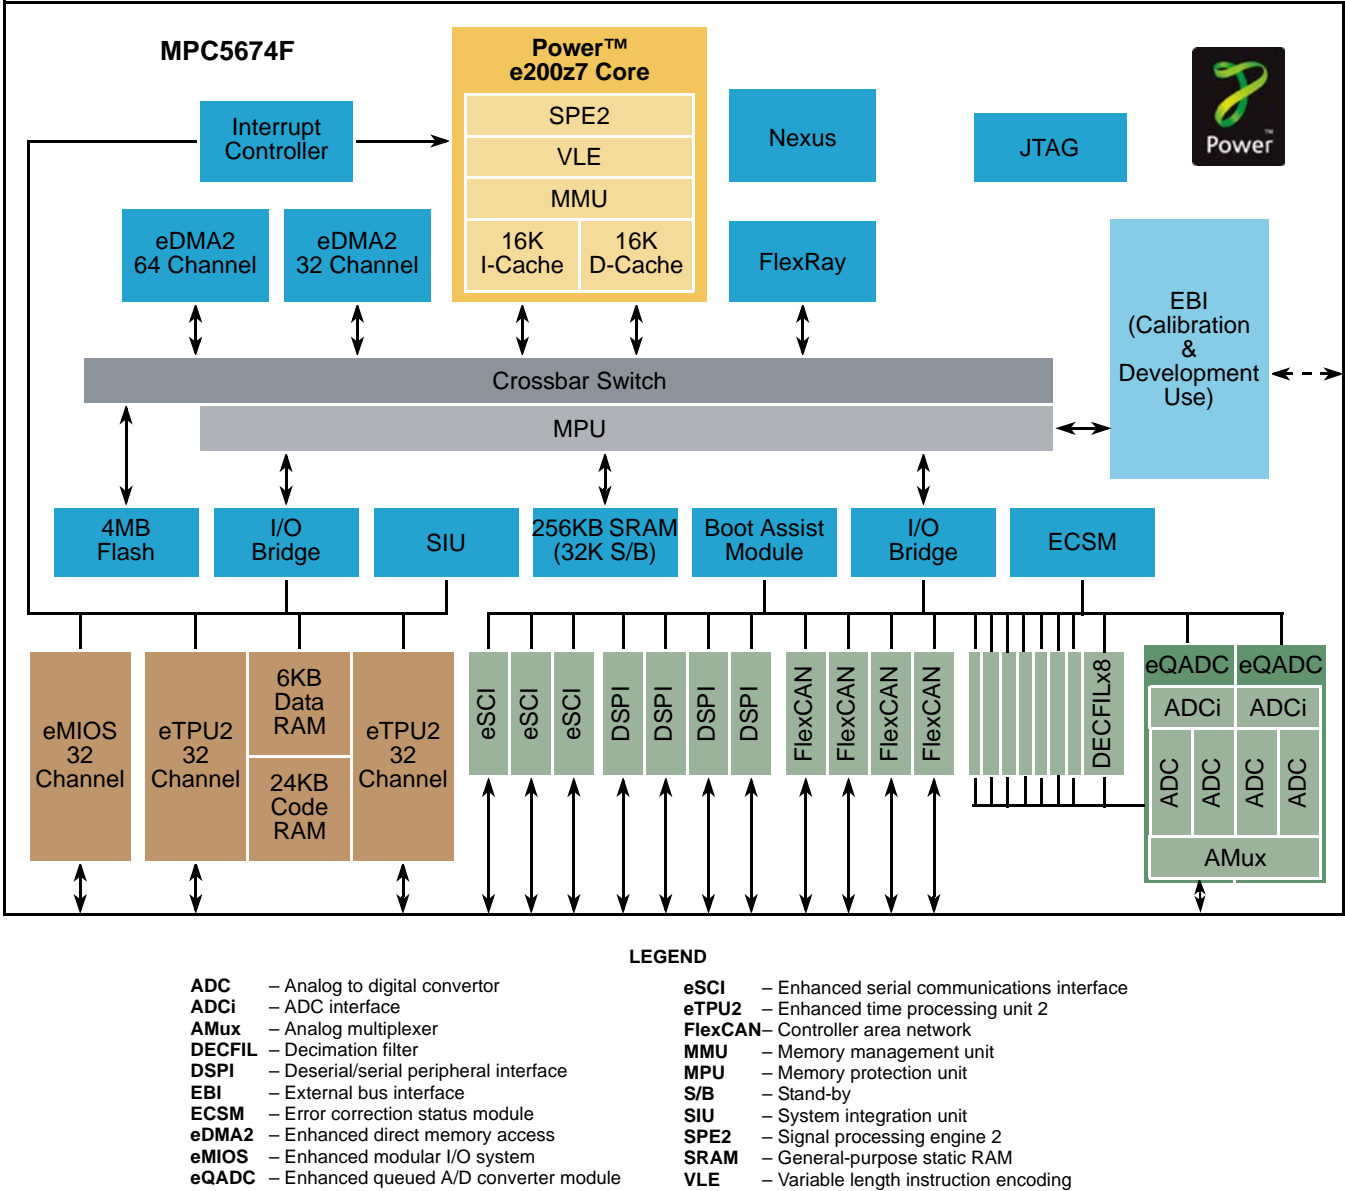 MPC5674F
Power™
e200z7 Core
SPE2
VLE
MMU
16K
I-Cache
16K
D-Cache
Interrupt
Controller
Nexus
JTAG
Power™
eDMA2
64 Channel
eDMA2
32 Channel
FlexRay
EBI
(Calibration
&
Development
Use)
Crossbar Switch
MPU
4MB
Flash
I/O
Bridge
SIU
256KB SRAM
(32K S/B)
Boot Assist
Module
I/O
Bridge
ECSM
eMIOS
32
Channel
eTPU2
32
Channel
6KB
Data
RAM
24KB
Code
RAM
eTPU2
32
Channel
eSCI
eSCI
eSCI
DSPI
DSPI
DSPI
DSPI
FlexCAN
FlexCAN
FlexCAN
FlexCAN
DECFILx8
eQADC
eQADC
ADCi
ADCi
ADC
ADC
ADC
ADC
AMux
LEGEND
ADC – Analog to digital convertor
ADCi – ADC interface
AMux – Analog multiplexer
DECFIL – Decimation filter
DSPI – Deserial/serial peripheral interface
EBI – External bus interface
ECSM – Error correction status module
eDMA2 – Enhanced direct memory access
eMIOS – Enhanced modular I/O system
eQADC – Enhanced queued A/D converter module
eSCI – Enhanced serial communications interface
eTPU2 – Enhanced time processing unit 2
FlexCAN – Controller area network
MMU – Memory management unit
MPU – Memory protection unit
S/B – Stand-by
SIU – System integration unit
SPE2 – Signal processing engine 2
SRAM – General-purpose static RAM
VLE – Variable length instruction encoding